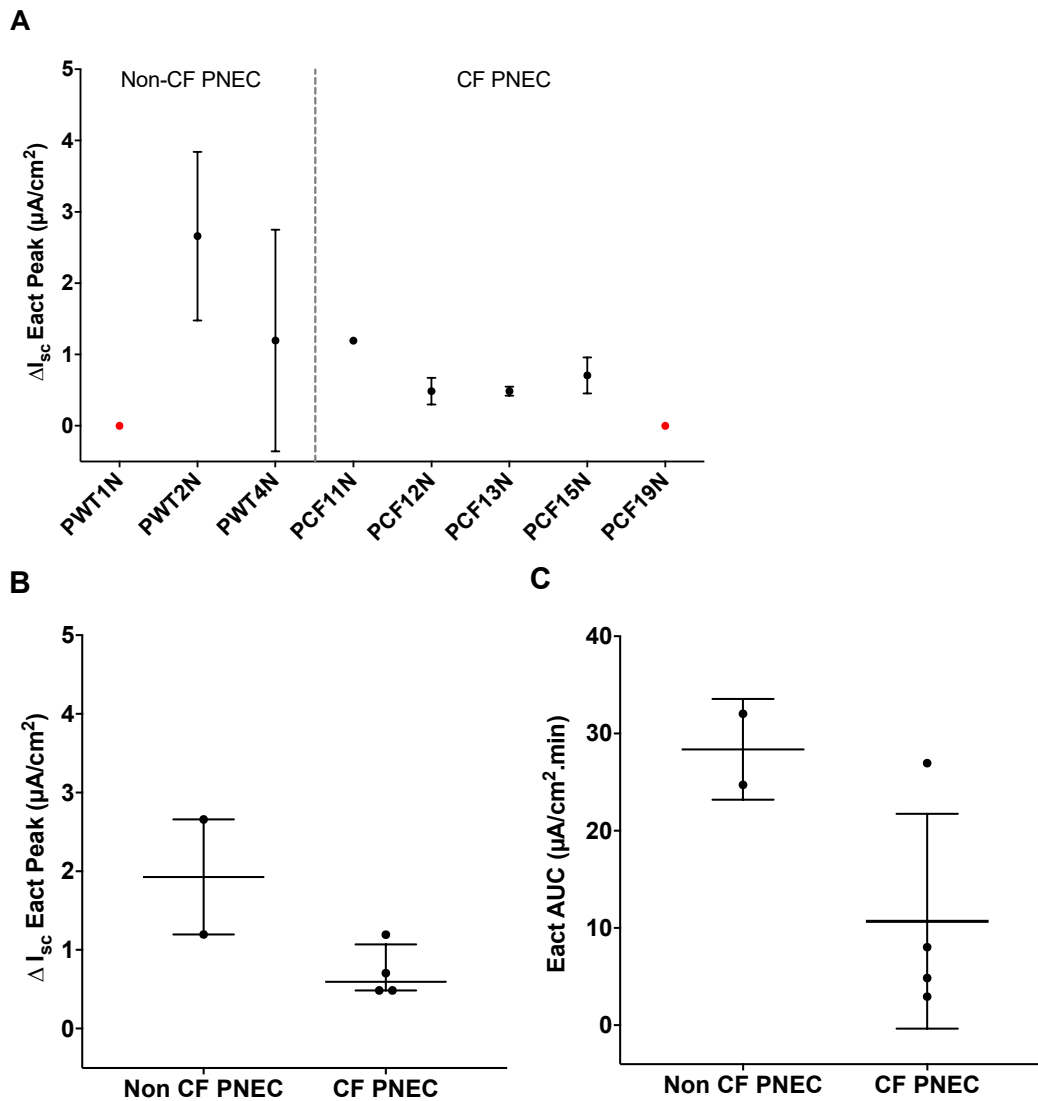 A
Non-CF PNEC
CF PNEC
ΔIsc Eact Peak (µA/cm²)
5
4
3
2
1
0
PWT1N
PWT2N
PWT4N
PCF11N
PCF12N
PCF13N
PCF15N
PCF19N
B
Δ Isc Eact Peak (µA/cm²)
5
4
3
2
1
0
Non CF PNEC
CF PNEC
C
Eact AUC (µA/cm².min)
40
30
20
10
0
Non CF PNEC
CF PNEC